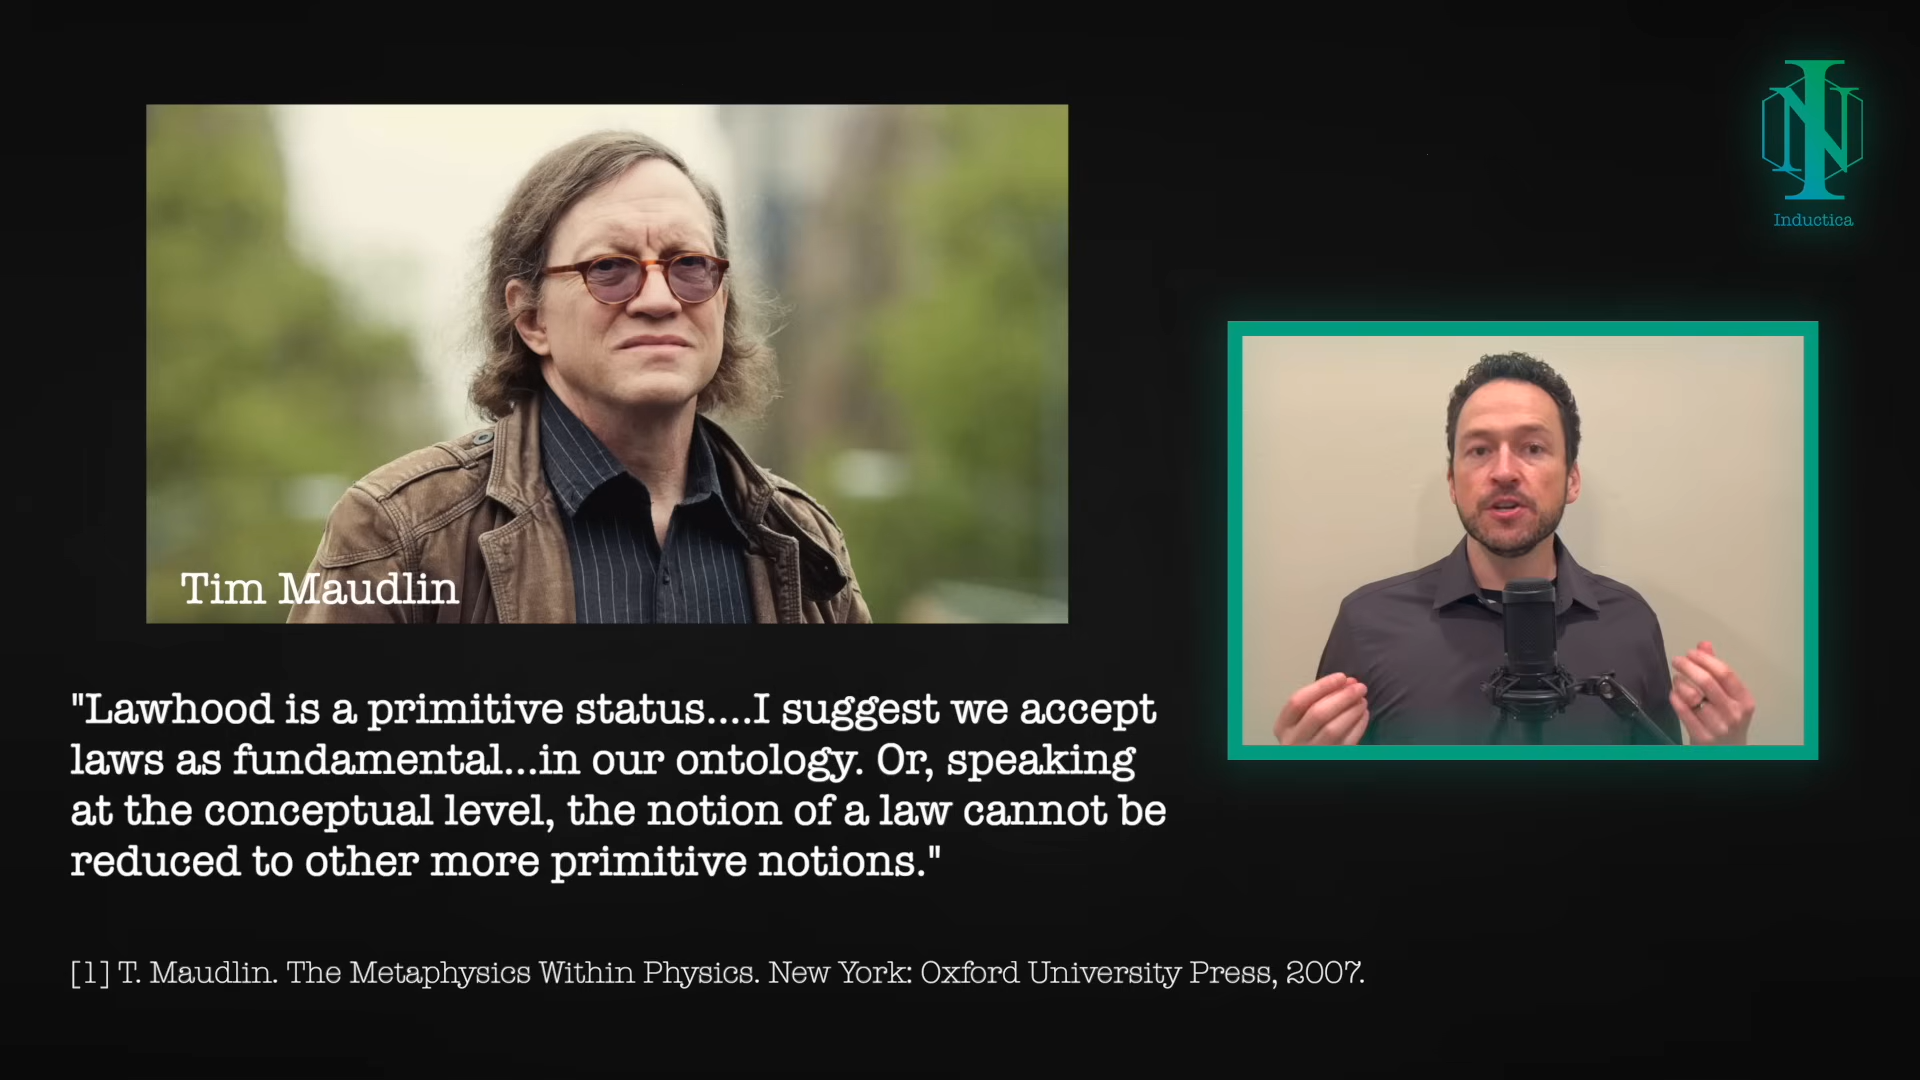 IN
Inductica
Tim Maudlin
"Lawhood is a primitive status....I suggest we accept
laws as fundamental...in our ontology. Or, speaking
at the conceptual level, the notion of a law cannot be
reduced to other more primitive notions."
[1] T. Maudlin. The Metaphysics Within Physics. New York: Oxford University Press, 2007.